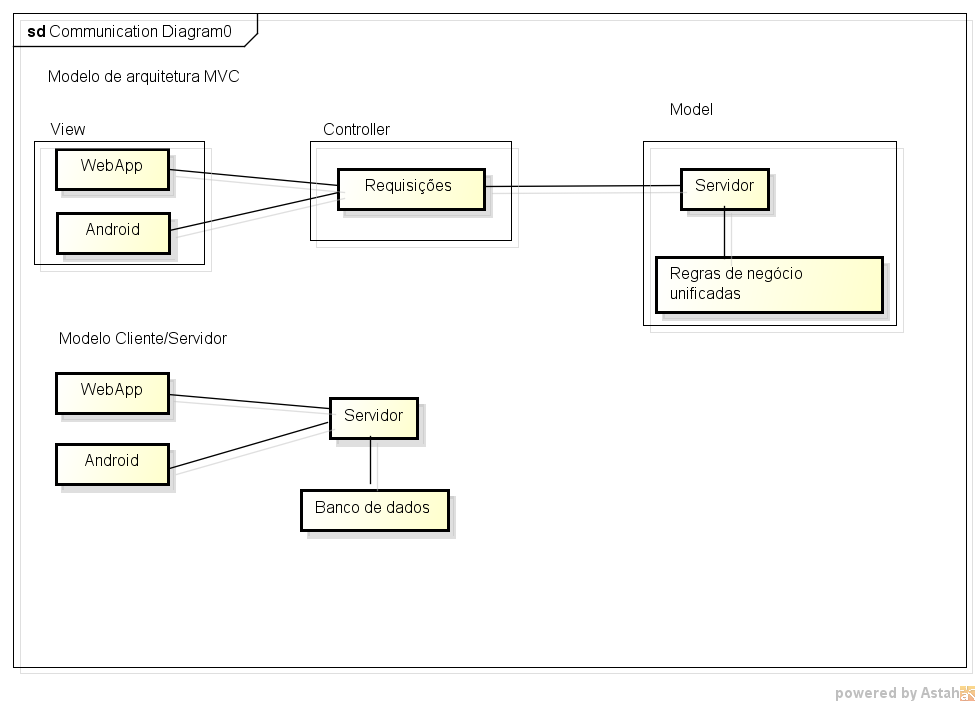 sd Communication Diagram0
Modelo de arquitetura MVC
Model
View
Controller
WebApp
Requisições
Servidor
Android
Regras de negócio
unificadas
Modelo Cliente/Servidor
WebApp
Servidor
Android
Banco de dados
powered by Astah